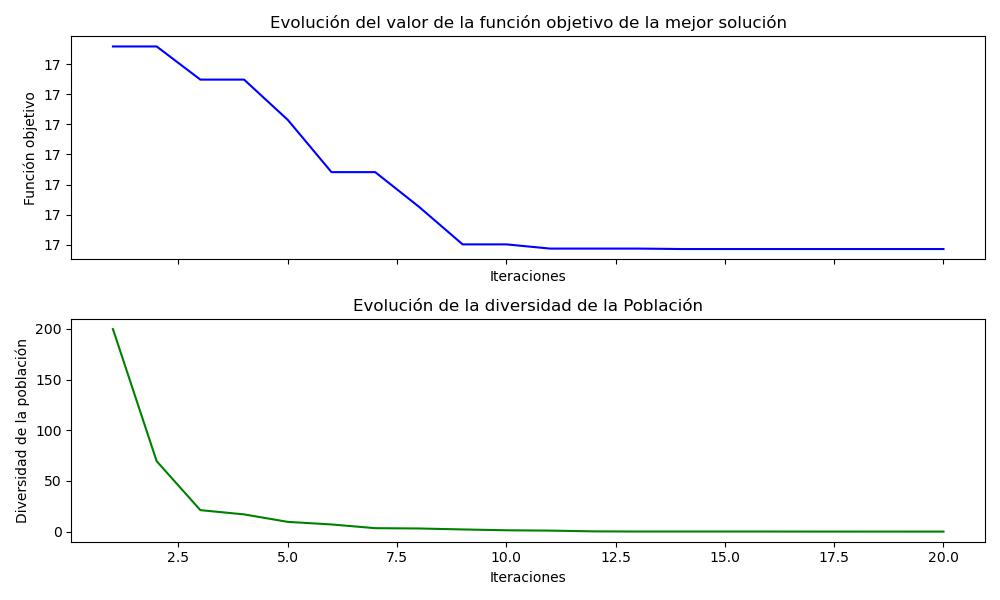 Evolución del valor de la función objetivo de la mejor solución
Función objetivo
17
17
17
17
17
17
17
Iteraciones
Evolución de la diversidad de la Población
Diversidad de la población
200
150
100
50
0
2.5 5.0 7.5 10.0 12.5 15.0 17.5 20.0
Iteraciones